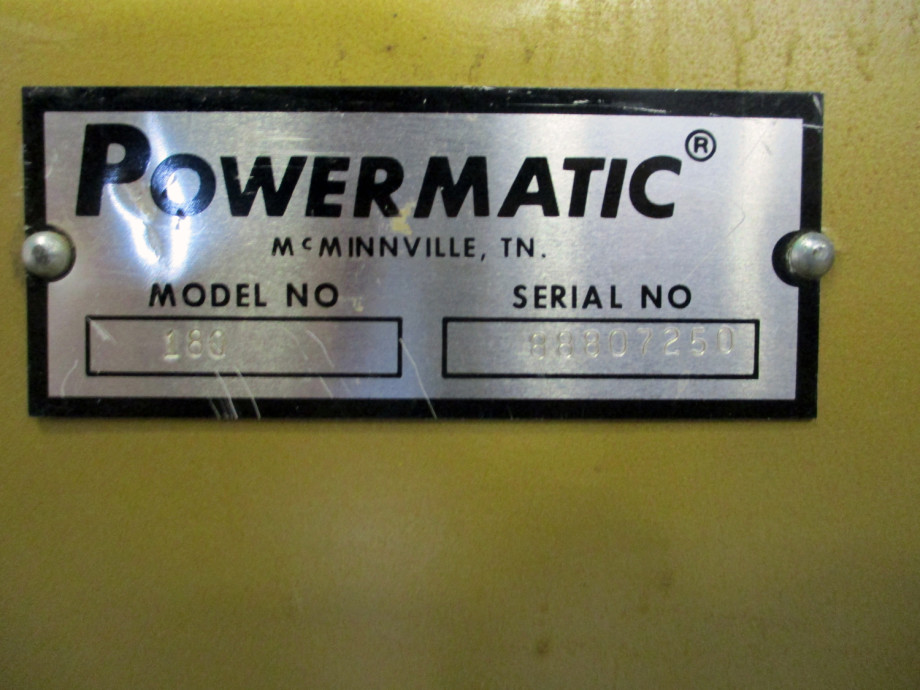 POWERMATIC®
McMINNVILLE, TN.
MODEL NO SERIAL NO
180 88807250